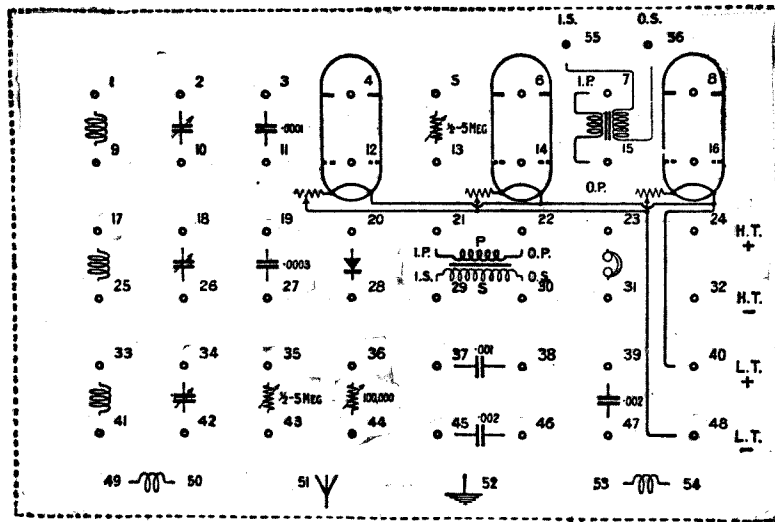 I.S. O.S.
55 56
1 2 3 4 5 6 I.P. 7 8
.0001 ½-5 MEG
9 10 11 12 13 14 15 16
O.P.
17 18 19 20 21 22 23 24 H.T. +
P
I.P. O.P.
.0003
I.S. O.S.
S
25 26 27 28 29 30 31 32 H.T. -
33 34 35 36 37 .001 38 39 40 L.T. +
½-5 MEG 100,000 .002
41 42 43 44 45 .002 46 47 48 L.T. -
49 50 51 52 53 54